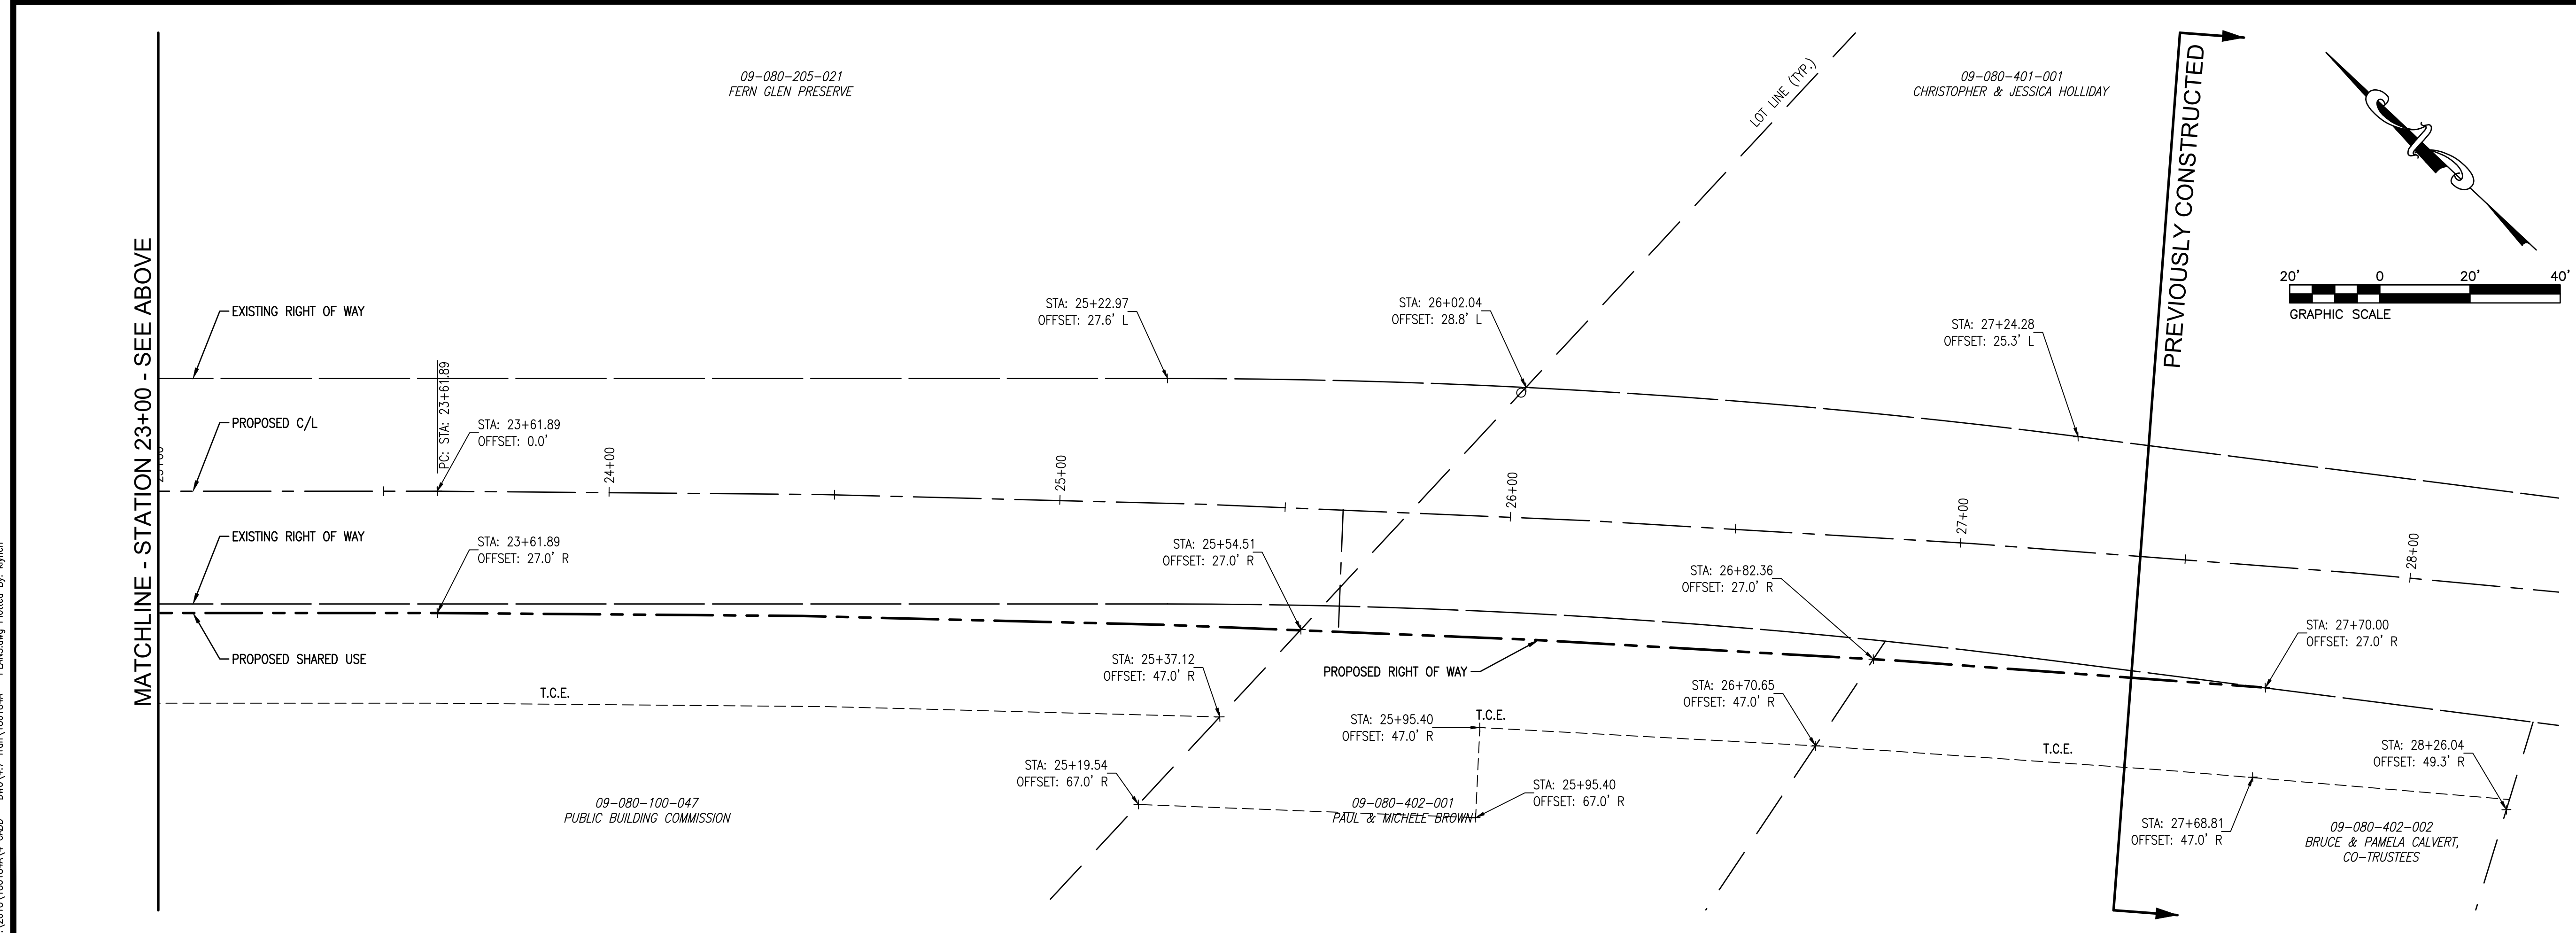 09-080-205-021
FERN GLEN PRESERVE
LOT LINE (TYP.)
09-080-401-001
CHRISTOPHER & JESSICA HOLLIDAY
PREVIOUSLY CONSTRUCTED
20' 0 20' 40'
GRAPHIC SCALE
MATCHLINE - STATION 23+00 - SEE ABOVE
EXISTING RIGHT OF WAY
STA: 25+22.97
OFFSET: 27.6' L
STA: 26+02.04
OFFSET: 28.8' L
STA: 27+24.28
OFFSET: 25.3' L
PC: STA: 23+61.89
PROPOSED C/L
STA: 23+61.89
OFFSET: 0.0'
24+00
25+00
26+00
27+00
28+00
EXISTING RIGHT OF WAY
STA: 23+61.89
OFFSET: 27.0' R
STA: 25+54.51
OFFSET: 27.0' R
STA: 26+82.36
OFFSET: 27.0' R
STA: 27+70.00
OFFSET: 27.0' R
PROPOSED SHARED USE
T.C.E.
STA: 25+37.12
OFFSET: 47.0' R
PROPOSED RIGHT OF WAY
STA: 26+70.65
OFFSET: 47.0' R
STA: 25+95.40
OFFSET: 47.0' R
T.C.E.
T.C.E.
STA: 28+26.04
OFFSET: 49.3' R
STA: 25+19.54
OFFSET: 67.0' R
STA: 25+95.40
OFFSET: 67.0' R
09-080-100-047
PUBLIC BUILDING COMMISSION
09-080-402-001
PAUL & MICHELE BROWN
STA: 27+68.81
OFFSET: 47.0' R
09-080-402-002
BRUCE & PAMELA CALVERT,
CO-TRUSTEES